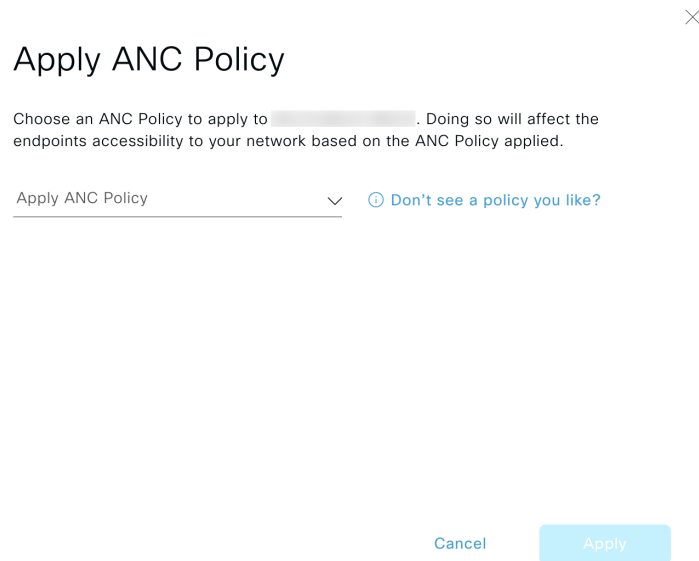 Apply ANC Policy
Choose an ANC Policy to apply to . Doing so will affect the
endpoints accessibility to your network based on the ANC Policy applied.
Apply ANC Policy
Don't see a policy you like?
Cancel
Apply